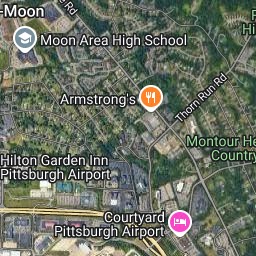 -Moon
Rd
Moon Area High School
Armstrong's
Thorn Run Rd
Montour He
Country
Hilton Garden Inn
Pittsburgh Airport
Courtyard
Pittsburgh Airport